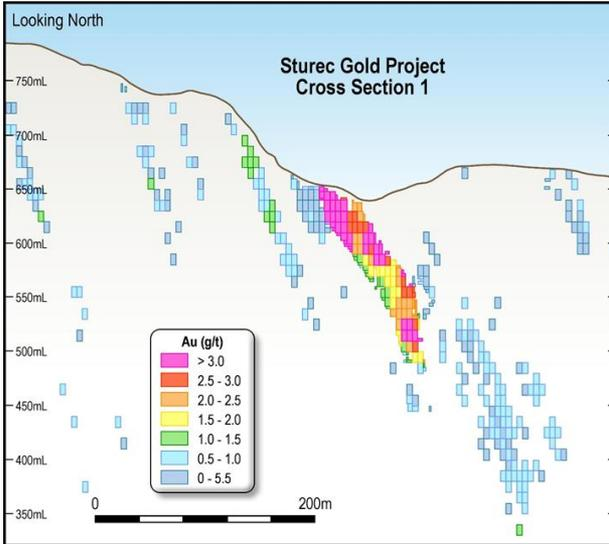 Looking North
Sturec Gold Project
Cross Section 1
750mL
700mL
650mL
600mL
550mL
500mL
450mL
400mL
350mL
Au (g/t)
> 3.0
2.5 - 3.0
2.0 - 2.5
1.5 - 2.0
1.0 - 1.5
0.5 - 1.0
0 - 5.5
0 200m